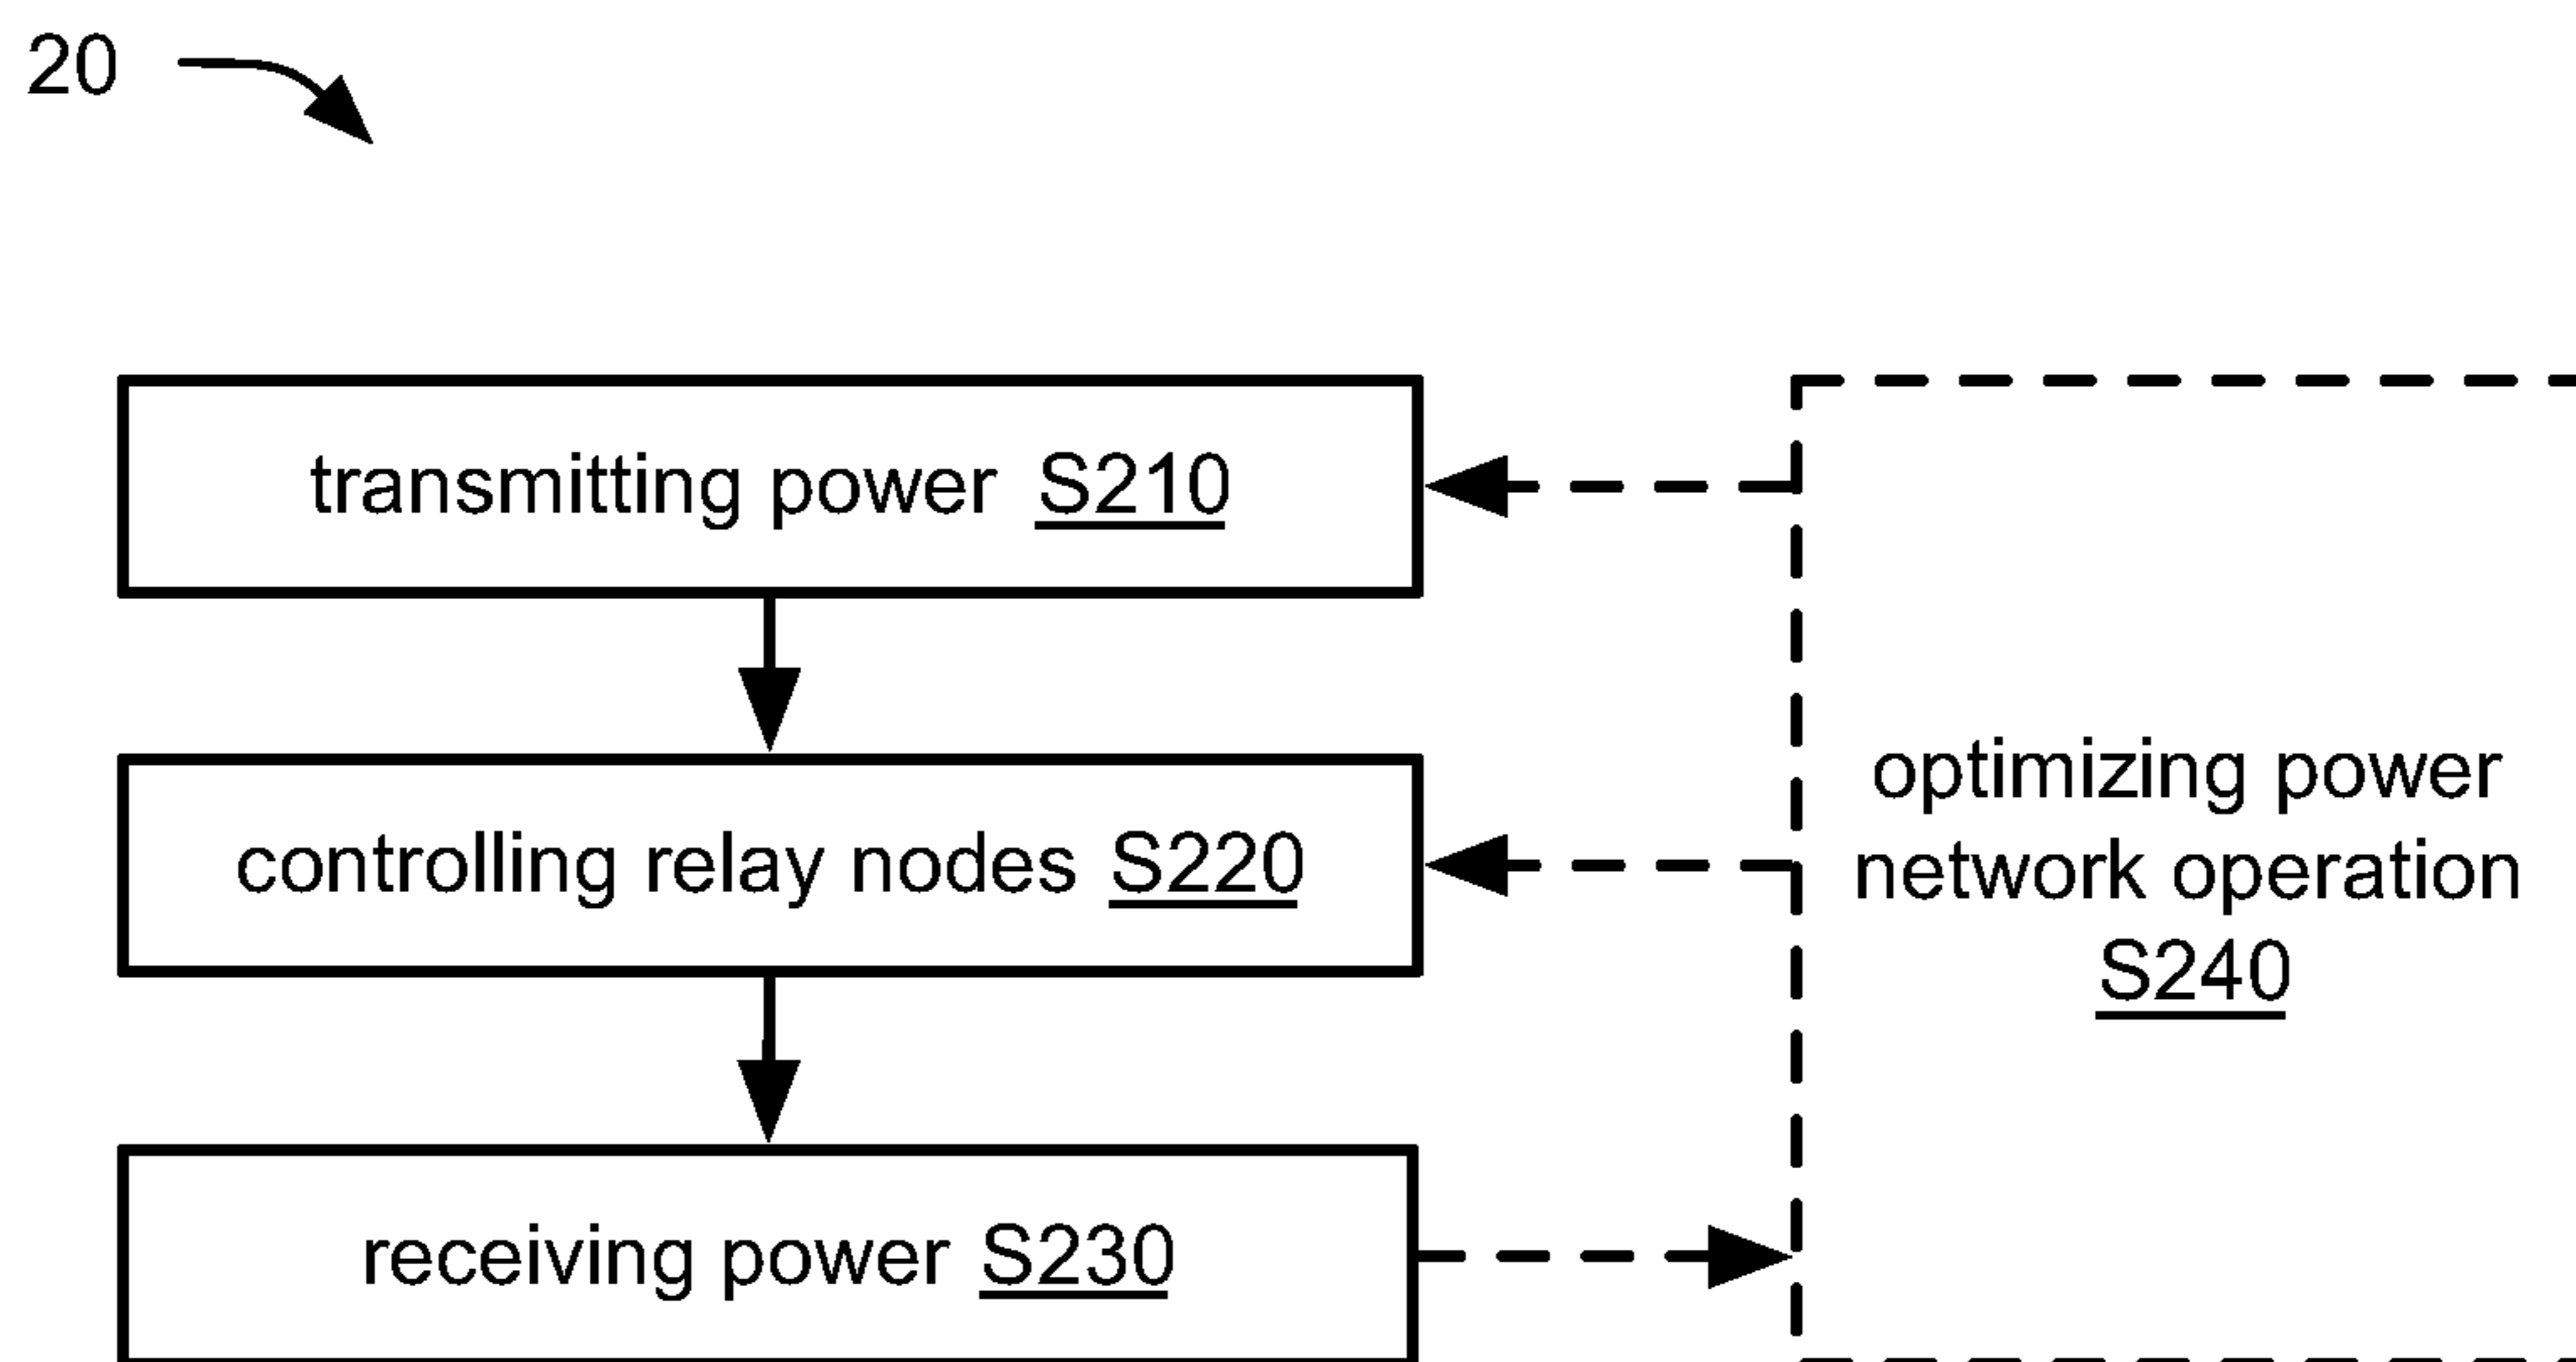 20
transmitting power S210
controlling relay nodes S220
receiving power S230
optimizing power
network operation
S240